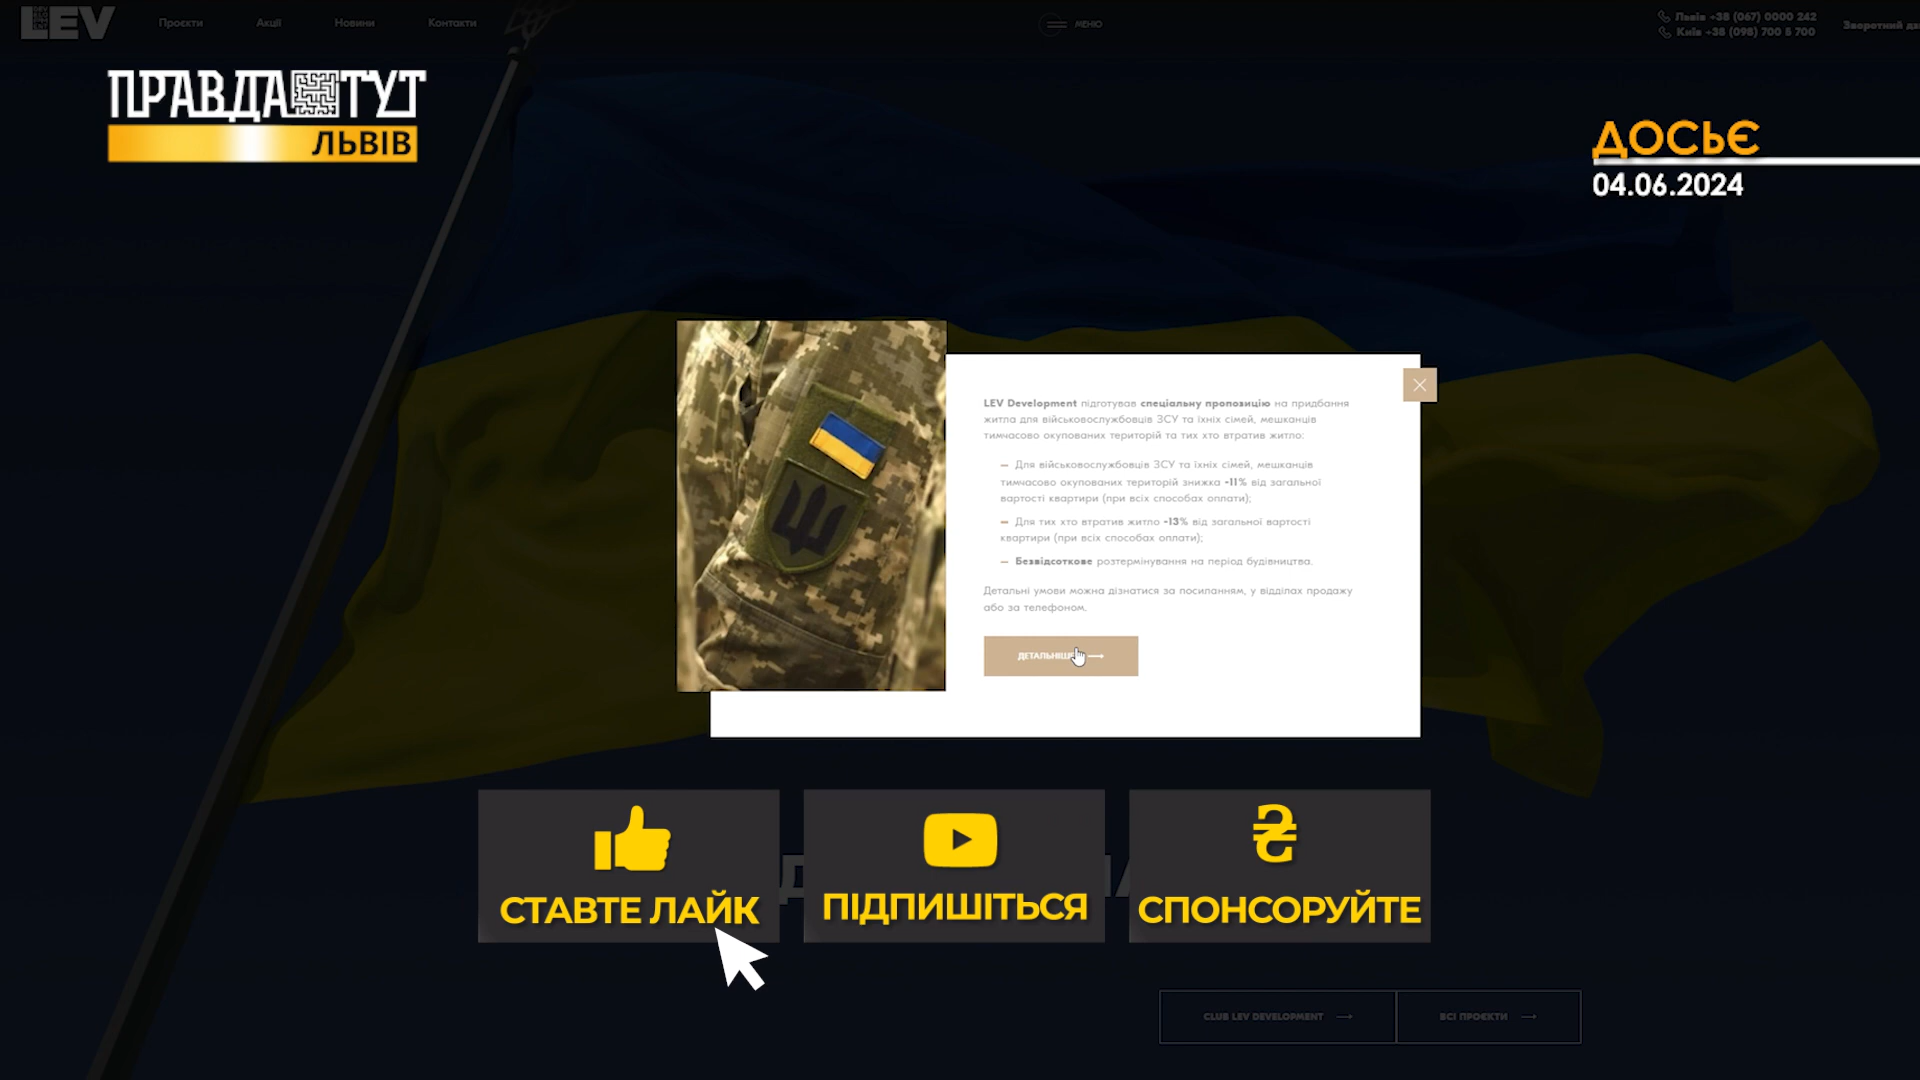 LEV
Проєкти
Акції
Новини
Контакти
МЕНЮ
Львів +38 (067) 0000 242
Київ +38 (098) 700 5 700
Зворотний
ПРАВДА ТУТ
ЛЬВІВ
ДОСЬЄ
04.06.2024
LEV Development підготував спеціальну пропозицію на придбання
житла для військовослужбовців ЗСУ та їхніх сімей, мешканців
тимчасово окупованих територій та тих хто втратив житло:
– Для військовослужбовців ЗСУ та їхніх сімей, мешканців
тимчасово окупованих територій знижка -11% від загальної
вартості квартири (при всіх способах оплати);
– Для тих хто втратив житло -13% від загальної вартості
квартири (при всіх способах оплати);
– Безвідсоткове розтермінування на період будівництва.
Детальні умови можна дізнатися за посиланням, у відділах продажу
або за телефоном.
ДЕТАЛЬНІШЕ
СТАВТЕ ЛАЙК
ПІДПИШІТЬСЯ
₴
СПОНСОРУЙТЕ
CLUB LEV DEVELOPMENT
ВСІ ПРОЄКТИ